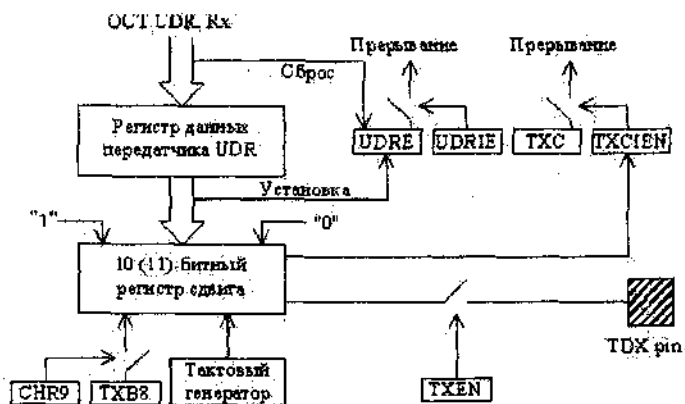 OUT UDR, Rx
Прерывание
Прерывание
Сброс
Регистр данных
передатчика UDR
UDRE
UDRIE
TXC
TXCIEN
Установка
"1"
"0"
10 (11)-битный
регистр сдвига
TDX pin
CHR9
TXB8
Тактовый
генератор
TXEN